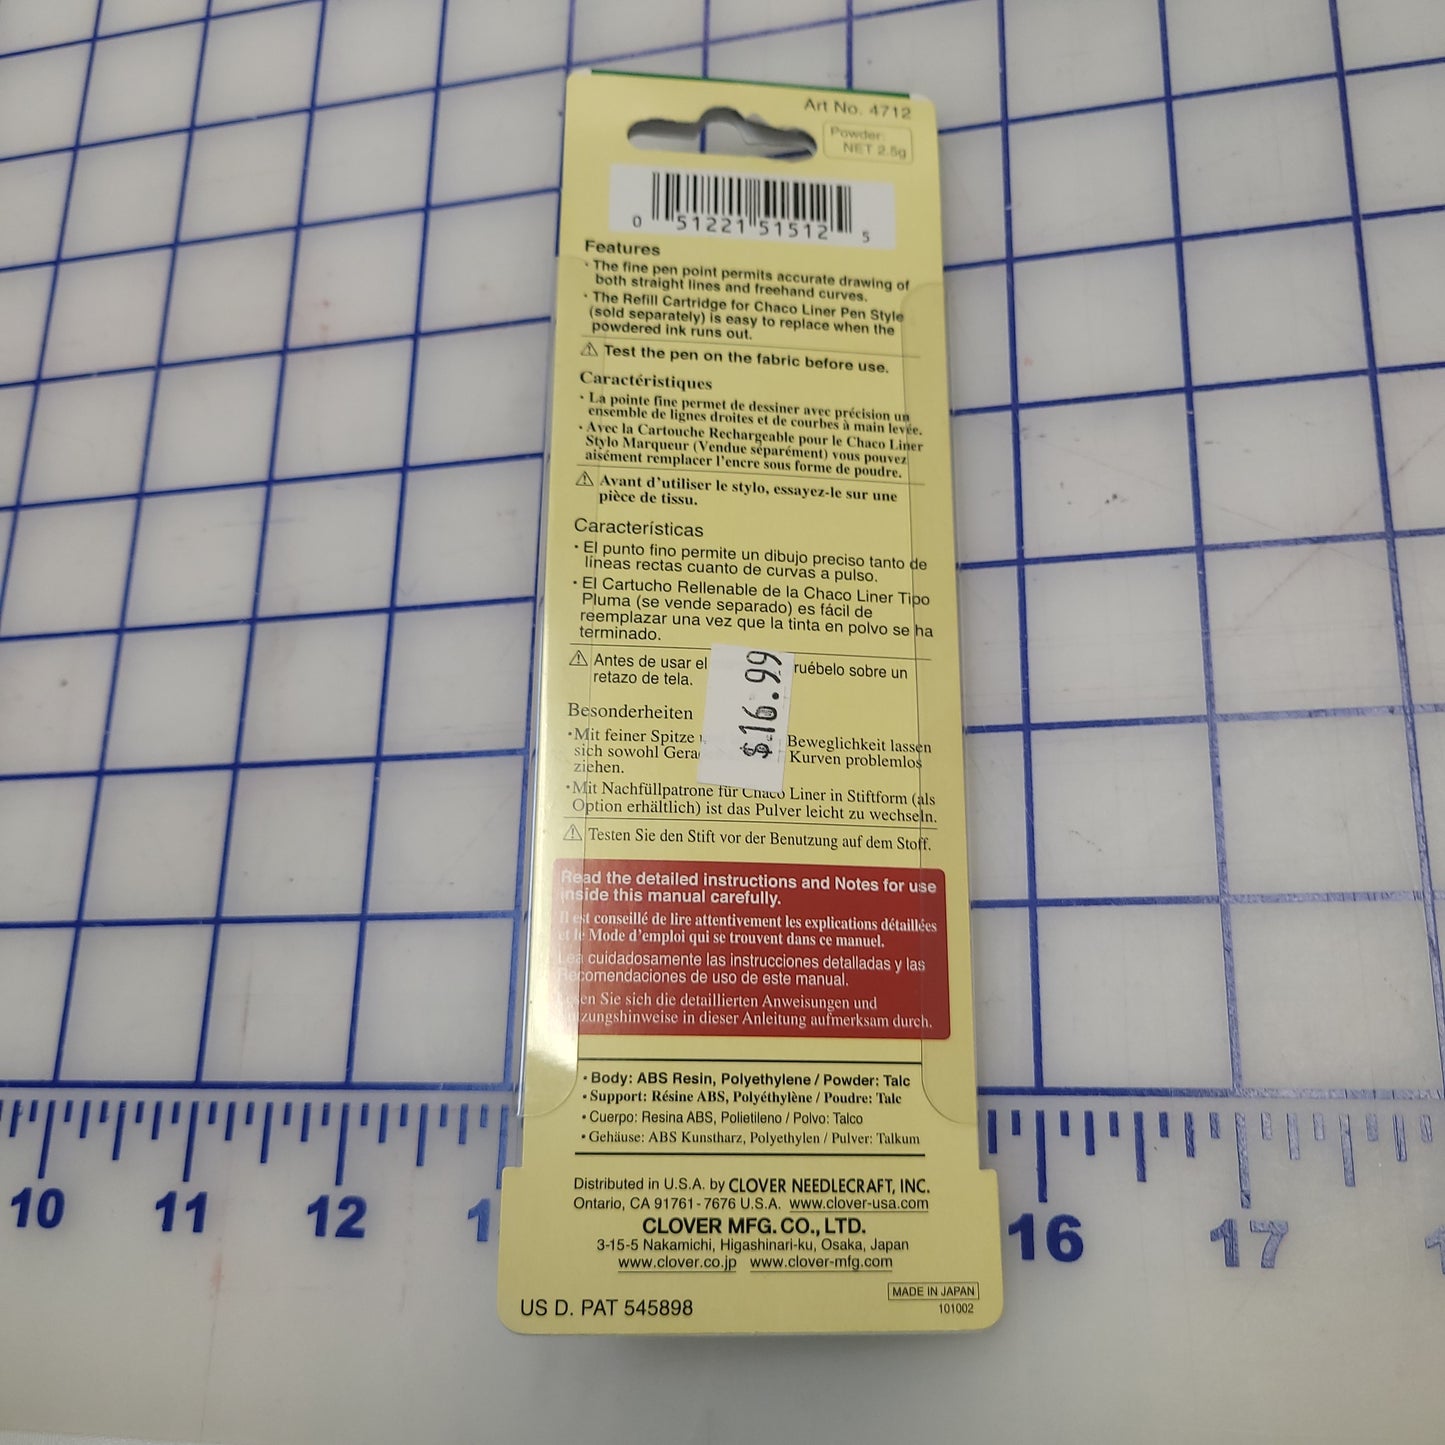 Art No. 4712
Powder:
NET 2.5g
0 51221 51512 5
Features
· The fine pen point permits accurate drawing of
both straight lines and freehand curves.
· The Refill Cartridge for Chaco Liner Pen Style
(sold separately) is easy to replace when the
powdered ink runs out.
⚠ Test the pen on the fabric before use.
Caractéristiques
· La pointe fine permet de dessiner avec précision un
ensemble de lignes droites et de courbes à main levée.
· Avec la Cartouche Rechargeable pour le Chaco Liner
Stylo Marqueur (Vendue séparément) vous pouvez
aisément remplacer l'encre sous forme de poudre.
⚠ Avant d'utiliser le stylo, essayez-le sur une
pièce de tissu.
Características
· El punto fino permite un dibujo preciso tanto de
líneas rectas cuanto de curvas a pulso.
· El Cartucho Rellenable de la Chaco Liner Tipo
Pluma (se vende separado) es fácil de
reemplazar una vez que la tinta en polvo se ha
terminado.
⚠ Antes de usar el ruébelo sobre un
retazo de tela.
$16.99
Besonderheiten
· Mit feiner Spitze Beweglichkeit lassen
sich sowohl Gera Kurven problemlos
ziehen.
· Mit Nachfüllpatrone für Chaco Liner in Stiftform (als
Option erhältlich) ist das Pulver leicht zu wechseln.
⚠ Testen Sie den Stift vor der Benutzung auf dem Stoff.
Read the detailed instructions and Notes for use
inside this manual carefully.
Il est conseillé de lire attentivement les explications détaillées
et le Mode d'emploi qui se trouvent dans ce manuel.
Lea cuidadosamente las instrucciones detalladas y las
Recomendaciones de uso de este manual.
Lesen Sie sich die detaillierten Anweisungen und
Nutzungshinweise in dieser Anleitung aufmerksam durch.
· Body: ABS Resin, Polyethylene / Powder: Talc
· Support: Résine ABS, Polyéthylène / Poudre: Talc
· Cuerpo: Resina ABS, Polietileno / Polvo: Talco
· Gehäuse: ABS Kunstharz, Polyethylen / Pulver: Talkum
Distributed in U.S.A. by CLOVER NEEDLECRAFT, INC.
Ontario, CA 91761-7676 U.S.A. www.clover-usa.com
CLOVER MFG. CO., LTD.
3-15-5 Nakamichi, Higashinari-ku, Osaka, Japan
www.clover.co.jp www.clover-mfg.com
MADE IN JAPAN
101002
US D. PAT 545898
10 11 12 1 16 17